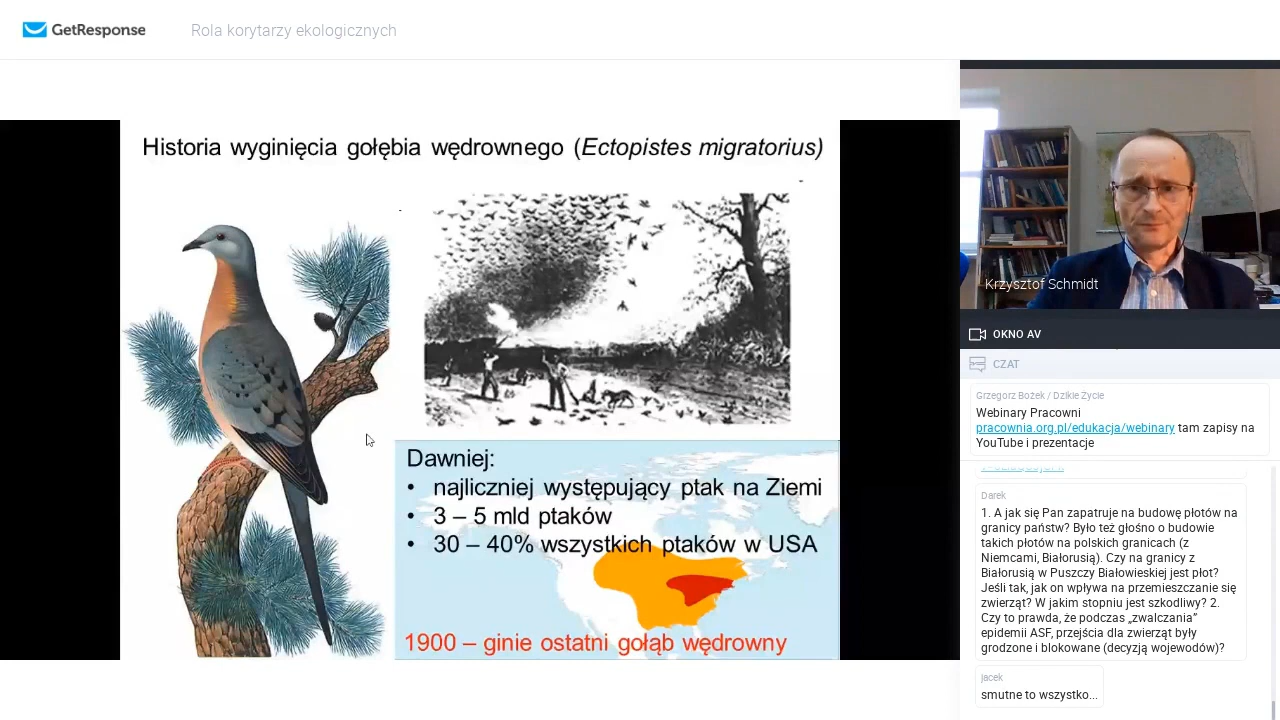 GetResponse
Rola korytarzy ekologicznych
Historia wyginięcia gołębia wędrownego (Ectopistes migratorius)
Dawniej:
• najliczniej występujący ptak na Ziemi
• 3 – 5 mld ptaków
• 30 – 40% wszystkich ptaków w USA
1900 – ginie ostatni gołąb wędrowny
Krzysztof Schmidt
OKNO AV
CZAT
Grzegorz Bożek / Dzikie Życie
Webinary Pracowni
pracownia.org.pl/edukacja/webinary tam zapisy na
YouTube i prezentacje
Darek
1. A jak się Pan zapatruje na budowę płotów na
granicy państw? Było też głośno o budowie
takich płotów na polskich granicach (z
Niemcami, Białorusią). Czy na granicy z
Białorusią w Puszczy Białowieskiej jest płot?
Jeśli tak, jak on wpływa na przemieszczanie się
zwierząt? W jakim stopniu jest szkodliwy? 2.
Czy to prawda, że podczas „zwalczania”
epidemii ASF, przejścia dla zwierząt były
grodzone i blokowane (decyzją wojewodów)?
jacek
smutne to wszystko...